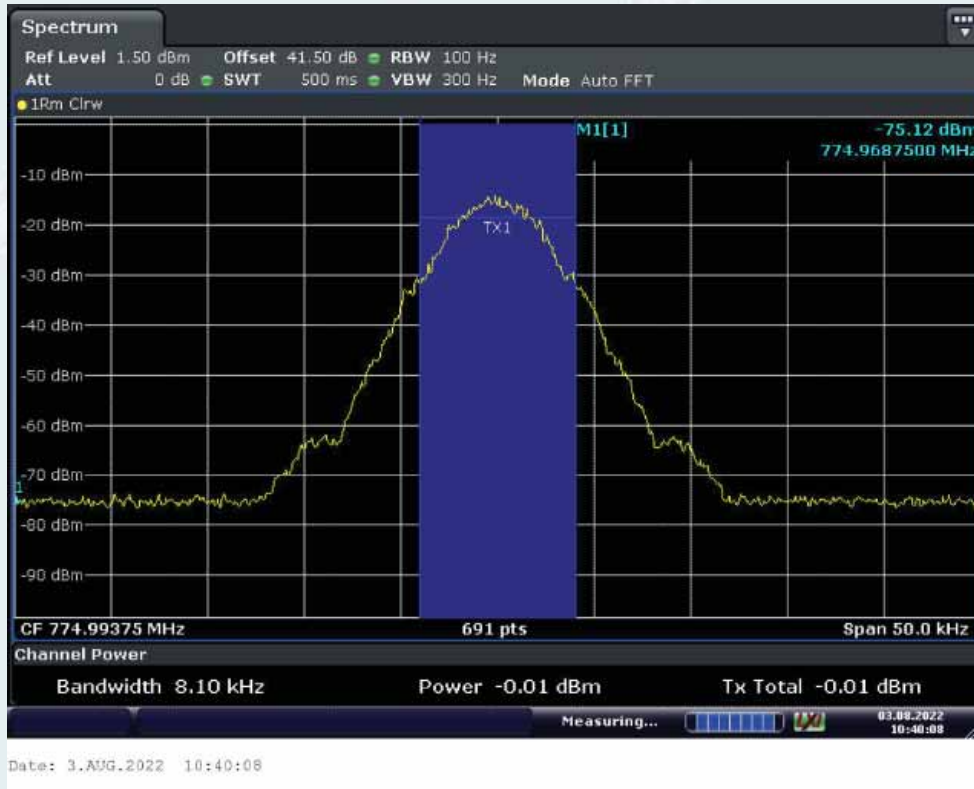 Spectrum
Ref Level 1.50 dBm Offset 41.50 dB RBW 100 Hz
Att 0 dB SWT 500 ms VBW 300 Hz Mode Auto FFT
1Rm Clrw
M1[1] -75.12 dBm
774.9687500 MHz
-10 dBm
-20 dBm
TX1
-30 dBm
-40 dBm
-50 dBm
-60 dBm
-70 dBm
1
-80 dBm
-90 dBm
CF 774.99375 MHz 691 pts Span 50.0 kHz
Channel Power
Bandwidth 8.10 kHz Power -0.01 dBm Tx Total -0.01 dBm
Measuring... LXI 03.08.2022
10:40:08
Date: 3.AUG.2022 10:40:08